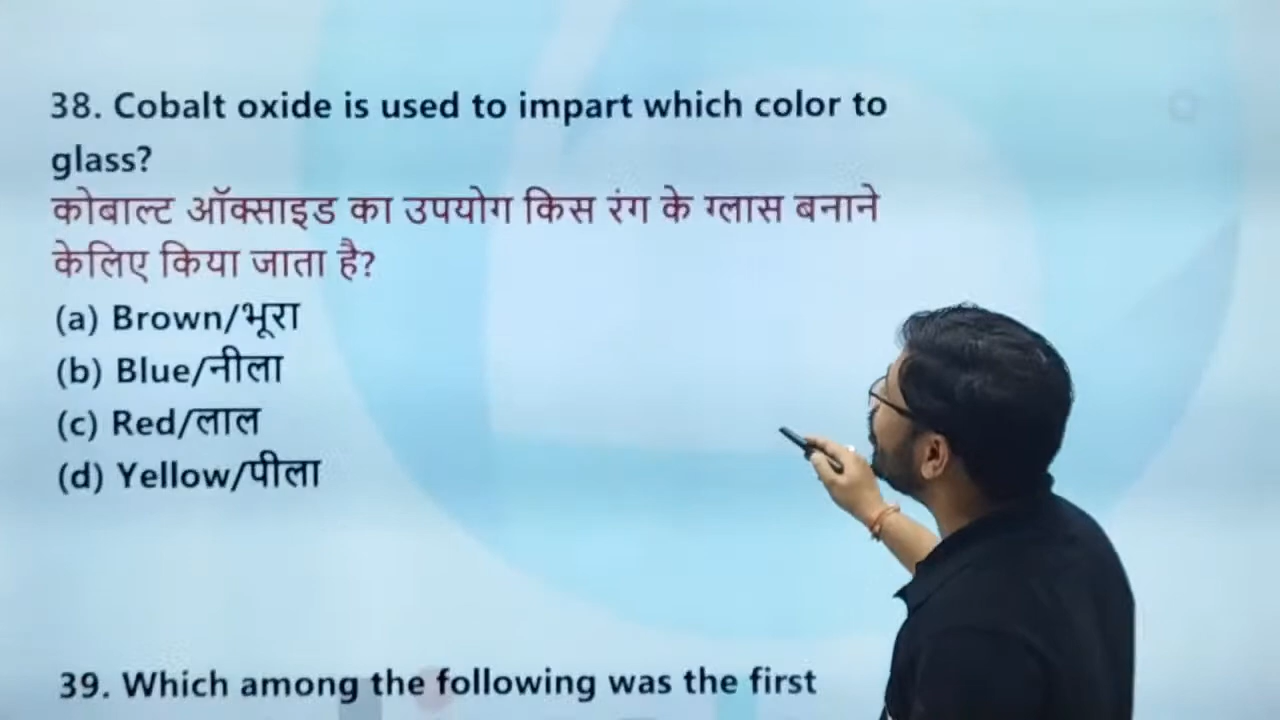 38. Cobalt oxide is used to impart which color to
glass?
कोबाल्ट ऑक्साइड का उपयोग किस रंग के ग्लास बनाने
केलिए किया जाता है?
(a) Brown/भूरा
(b) Blue/नीला
(c) Red/लाल
(d) Yellow/पीला
39. Which among the following was the first